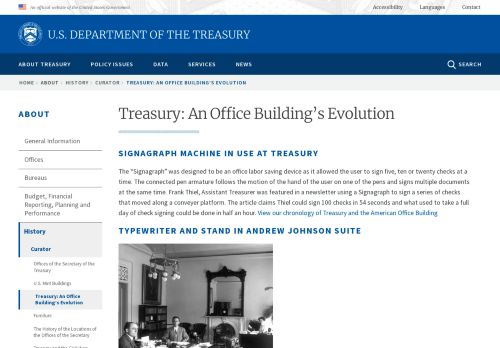 An official website of the United States Government
Accessibility Languages Contact
U.S. DEPARTMENT OF THE TREASURY
ABOUT TREASURY POLICY ISSUES DATA SERVICES NEWS SEARCH
HOME › ABOUT › HISTORY › CURATOR › TREASURY: AN OFFICE BUILDING'S EVOLUTION
ABOUT
General Information
Offices
Bureaus
Budget, Financial
Reporting, Planning and
Performance
History
Curator
Offices of the Secretary of the
Treasury
U.S. Mint Buildings
Treasury: An Office
Building's Evolution
Furniture
The History of the Locations of
the Offices of the Secretary
Treasury: An Office Building's Evolution
SIGNAGRAPH MACHINE IN USE AT TREASURY
The "Signagraph" was designed to be an office labor saving device as it allowed the user to sign five, ten or twenty checks at a
time. The connected pen armature follows the motion of the hand of the user on one of the pens and signs multiple documents
at the same time. Frank Thiel, Assistant Treasurer was featured in a newsletter using a Signagraph to sign a series of checks
that moved along a conveyor platform. The article claims Thiel could sign 100 checks in 54 seconds and what used to take a full
day of check signing could be done in half an hour. View our chronology of Treasury and the American Office Building
TYPEWRITER AND STAND IN ANDREW JOHNSON SUITE